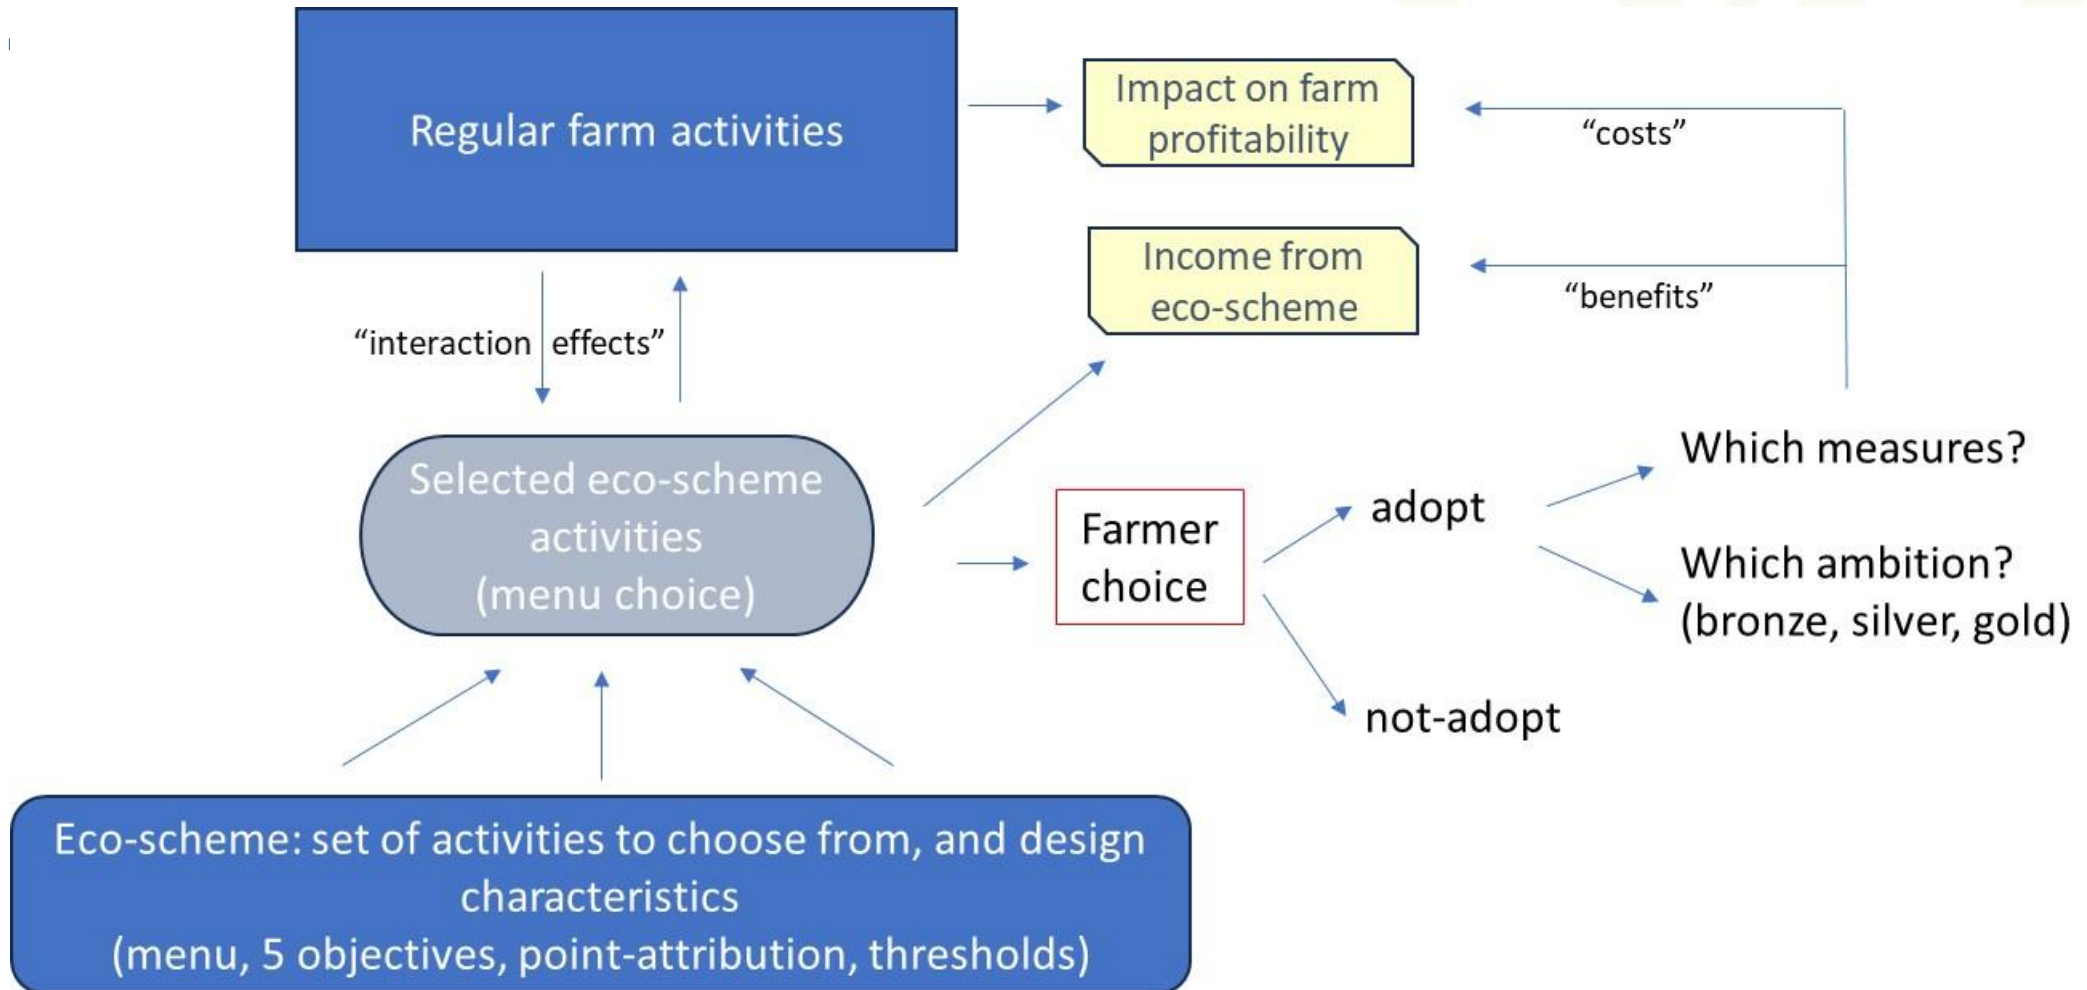 Regular farm activities
Impact on farm
profitability
“costs”
Income from
eco-scheme
“benefits”
“interaction effects”
Selected eco-scheme
activities
(menu choice)
Farmer
choice
adopt
not-adopt
Which measures?
Which ambition?
(bronze, silver, gold)
Eco-scheme: set of activities to choose from, and design
characteristics
(menu, 5 objectives, point-attribution, thresholds)